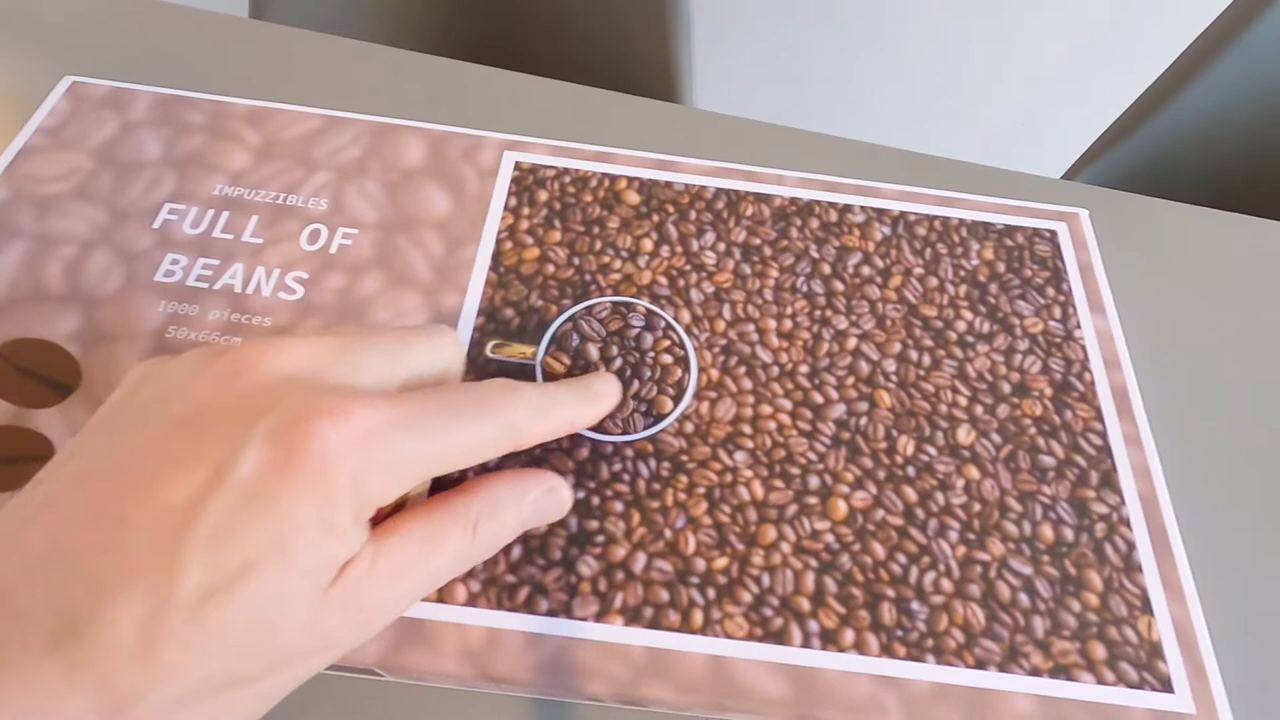 IMPUZZIBLES
FULL OF
BEANS
1000 pieces
50x66cm